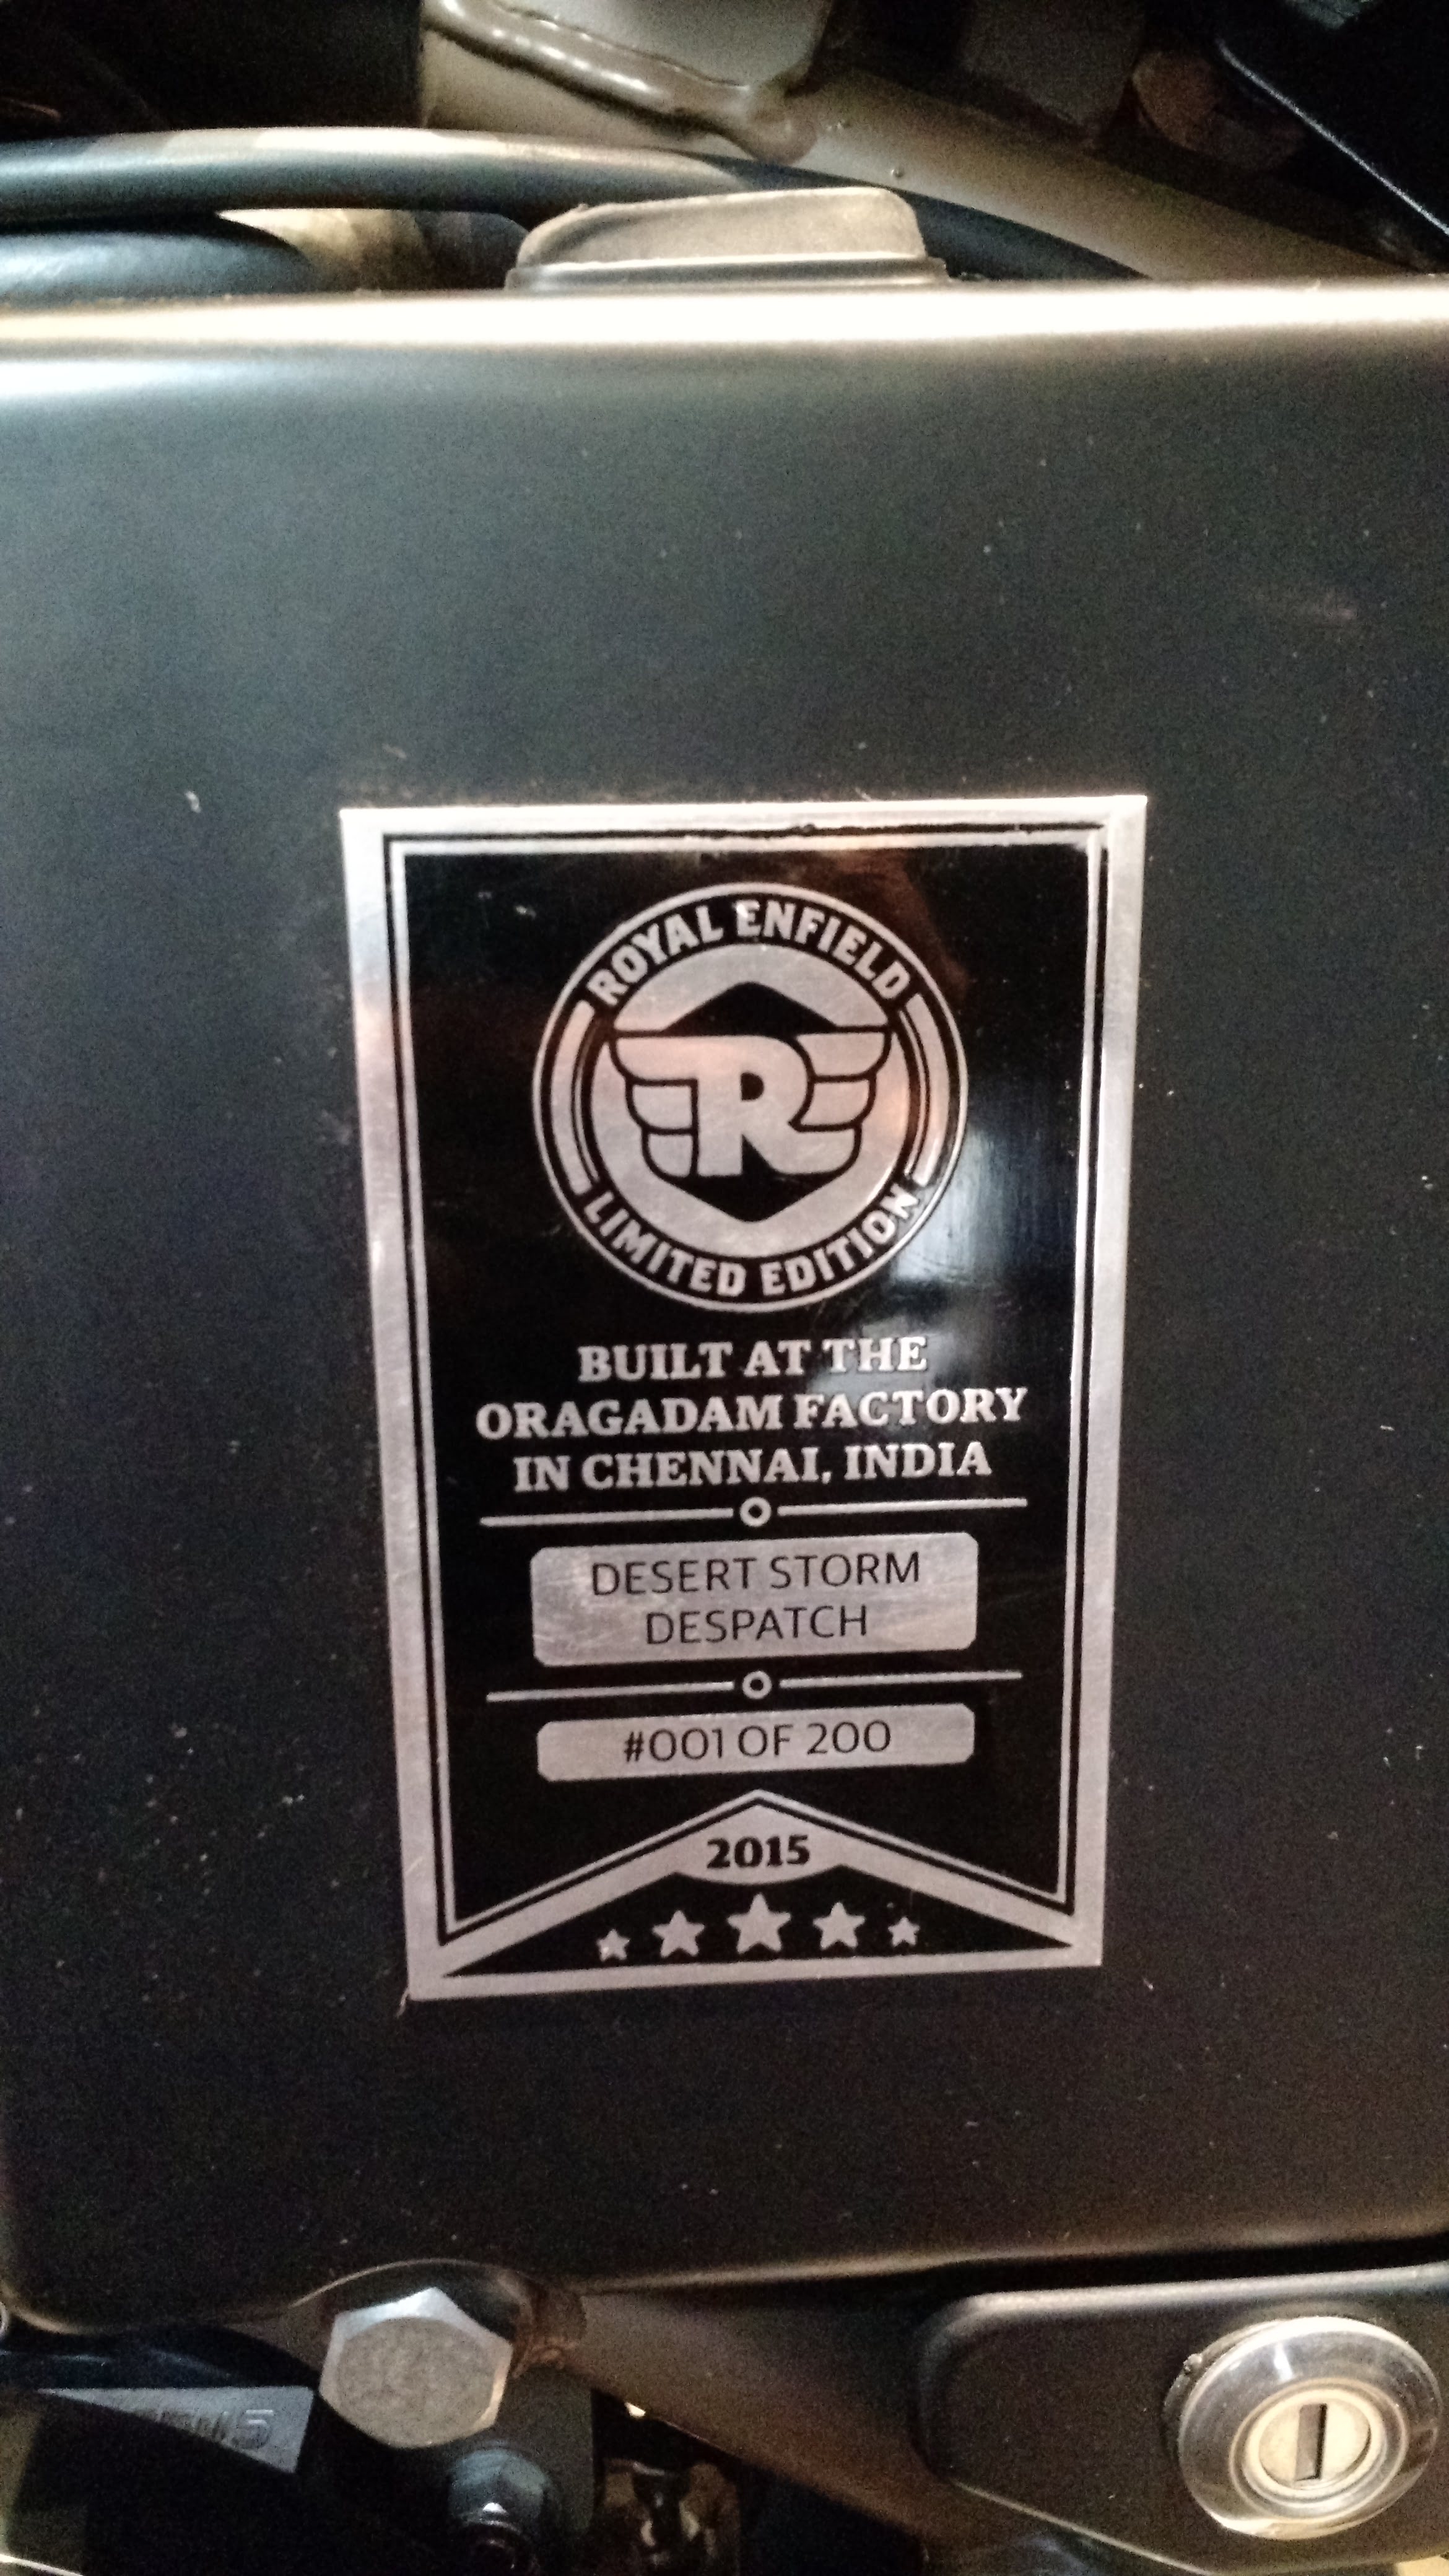 ROYAL ENFIELD
R
LIMITED EDITION
BUILT AT THE
ORAGADAM FACTORY
IN CHENNAI, INDIA
DESERT STORM
DESPATCH
#001 OF 200
2015